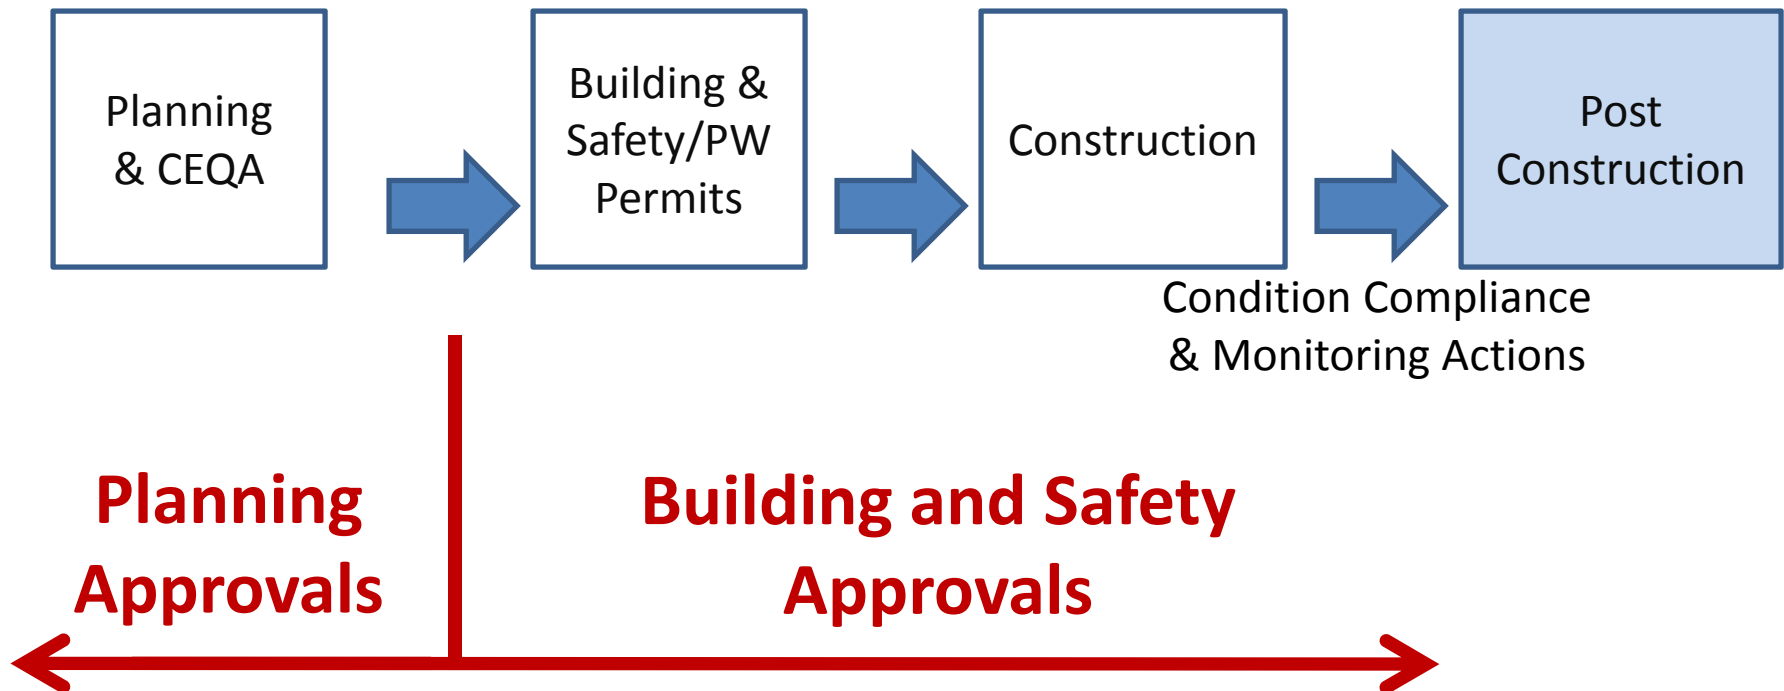 Planning
& CEQA
Building &
Safety/PW
Permits
Construction
Post
Construction
Condition Compliance
& Monitoring Actions
Planning
Approvals
Building and Safety
Approvals